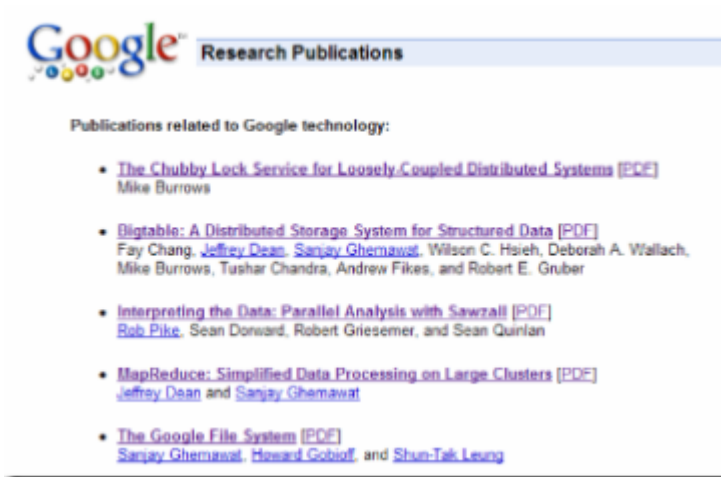 Google™ Research Publications
Publications related to Google technology:
• The Chubby Lock Service for Loosely-Coupled Distributed Systems [PDF]
Mike Burrows
• Bigtable: A Distributed Storage System for Structured Data [PDF]
Fay Chang, Jeffrey Dean, Sanjay Ghemawat, Wilson C. Hsieh, Deborah A. Wallach,
Mike Burrows, Tushar Chandra, Andrew Fikes, and Robert E. Gruber
• Interpreting the Data: Parallel Analysis with Sawzall [PDF]
Rob Pike, Sean Dorward, Robert Griesemer, and Sean Quinlan
• MapReduce: Simplified Data Processing on Large Clusters [PDF]
Jeffrey Dean and Sanjay Ghemawat
• The Google File System [PDF]
Sanjay Ghemawat, Howard Gobioff, and Shun-Tak Leung